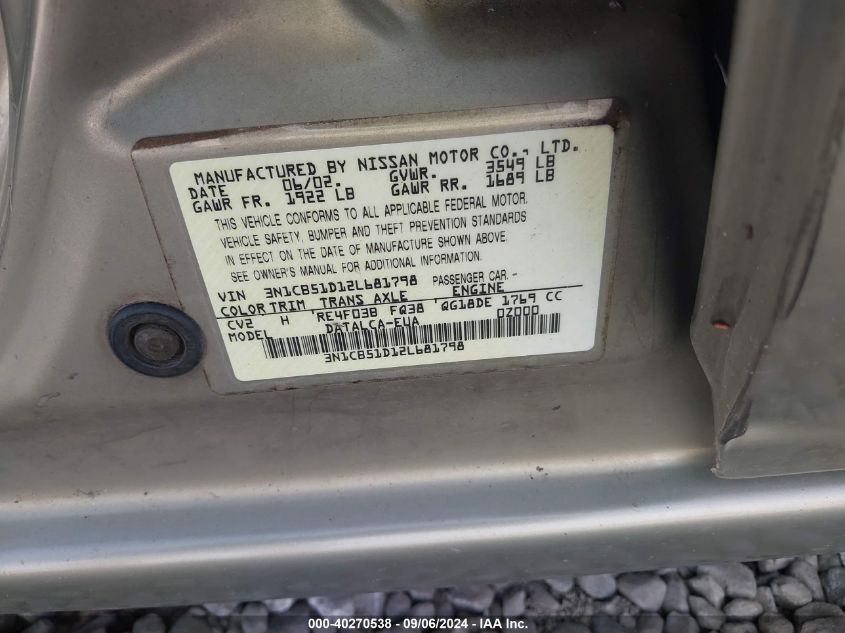 MANUFACTURED BY NISSAN MOTOR CO., LTD.
DATE 06/02. GVWR. 3549 LB
GAWR FR. 1922 LB GAWR RR. 1689 LB
THIS VEHICLE CONFORMS TO ALL APPLICABLE FEDERAL MOTOR
VEHICLE SAFETY, BUMPER AND THEFT PREVENTION STANDARDS
IN EFFECT ON THE DATE OF MANUFACTURE SHOWN ABOVE.
SEE OWNER'S MANUAL FOR ADDITIONAL INFORMATION.
VIN 3N1CB51D12L681798 PASSENGER CAR.-
COLOR TRIM TRANS AXLE ENGINE
CV2 H RE4F03B FQ38 QG18DE 1769 CC
MODEL DATALCA-EUA 0Z000
3N1CB51D12L681798
000-40270538 - 09/06/2024 - IAA Inc.